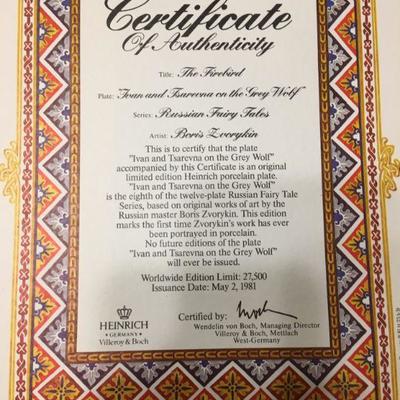 Certificate
Of Authenticity
Title: The Firebird
Plate: "Ivan and Tsarevna on the Grey Wolf"
Series: Russian Fairy Tales
Artist: Boris Zvorykin
This is to certify that the plate
"Ivan and Tsarevna on the Grey Wolf"
accompanied by this Certificate is an original
limited edition Heinrich porcelain plate.
"Ivan and Tsarevna on the Grey Wolf"
is the eighth of the twelve-plate Russian Fairy Tale
Series, based on original works of art by the
Russian master Boris Zvorykin. This edition
marks the first time Zvorykin's work has ever
been portrayed in porcelain.
No future editions of the plate
"Ivan and Tsarevna on the Grey Wolf"
will ever be issued.
Worldwide Edition Limit: 27,500
Issuance Date: May 2, 1981
HEINRICH
GERMANY
Villeroy & Boch
Certified by:
Wendelin von Boch, Managing Director
Villeroy & Boch, Mettlach
West-Germany